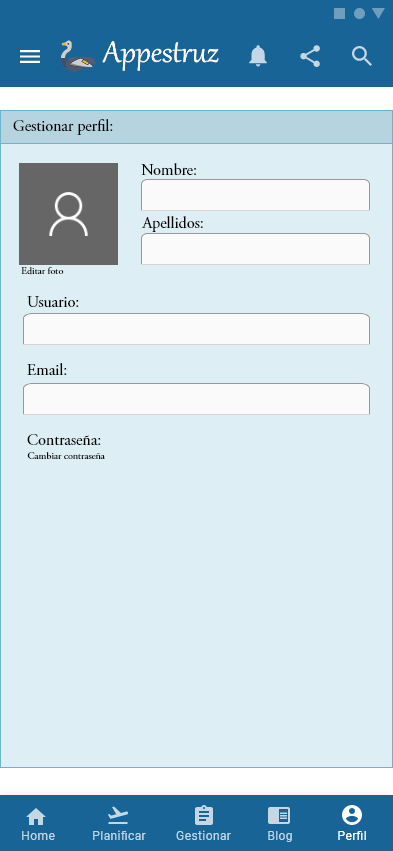 Appestruz
Gestionar perfil:
Nombre:
Apellidos:
Editar foto
Usuario:
Email:
Contraseña:
Cambiar contraseña
Home Planificar Gestionar Blog Perfil